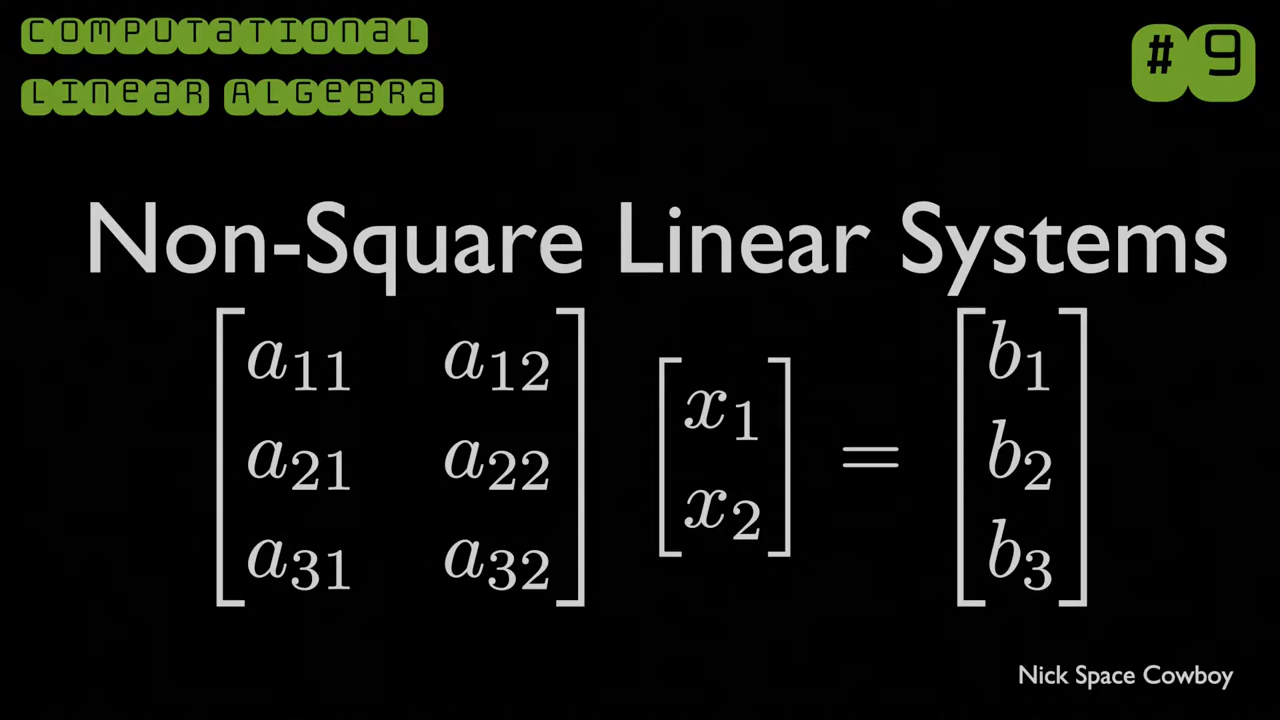 COMPUTATIONAL
LINEAR ALGEBRA
# 9
Non-Square Linear Systems
[a₁₁ a₁₂] [x₁] = [b₁]
[a₂₁ a₂₂] [x₂] [b₂]
[a₃₁ a₃₂] [b₃]
Nick Space Cowboy